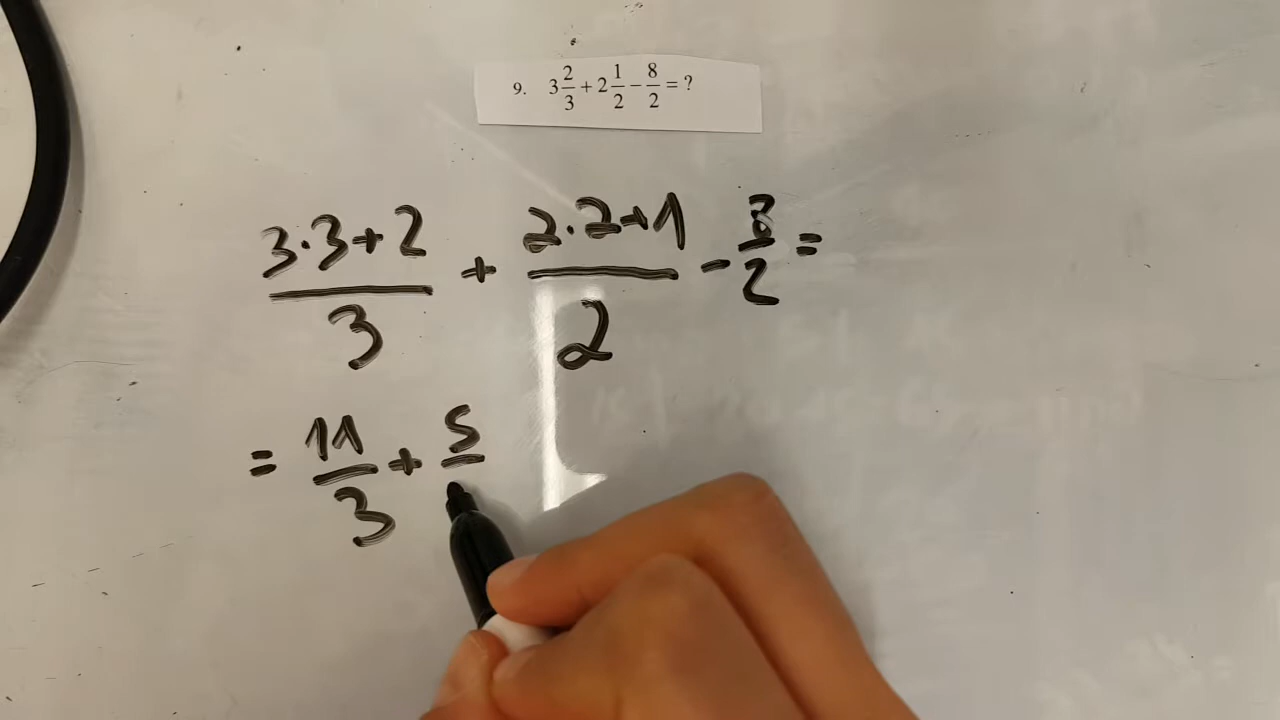 9. 3 2/3 + 2 1/2 − 8/2 = ?
(3·3+2)/3 + (2·2+1)/2 - 8/2 =
= 11/3 + 5/